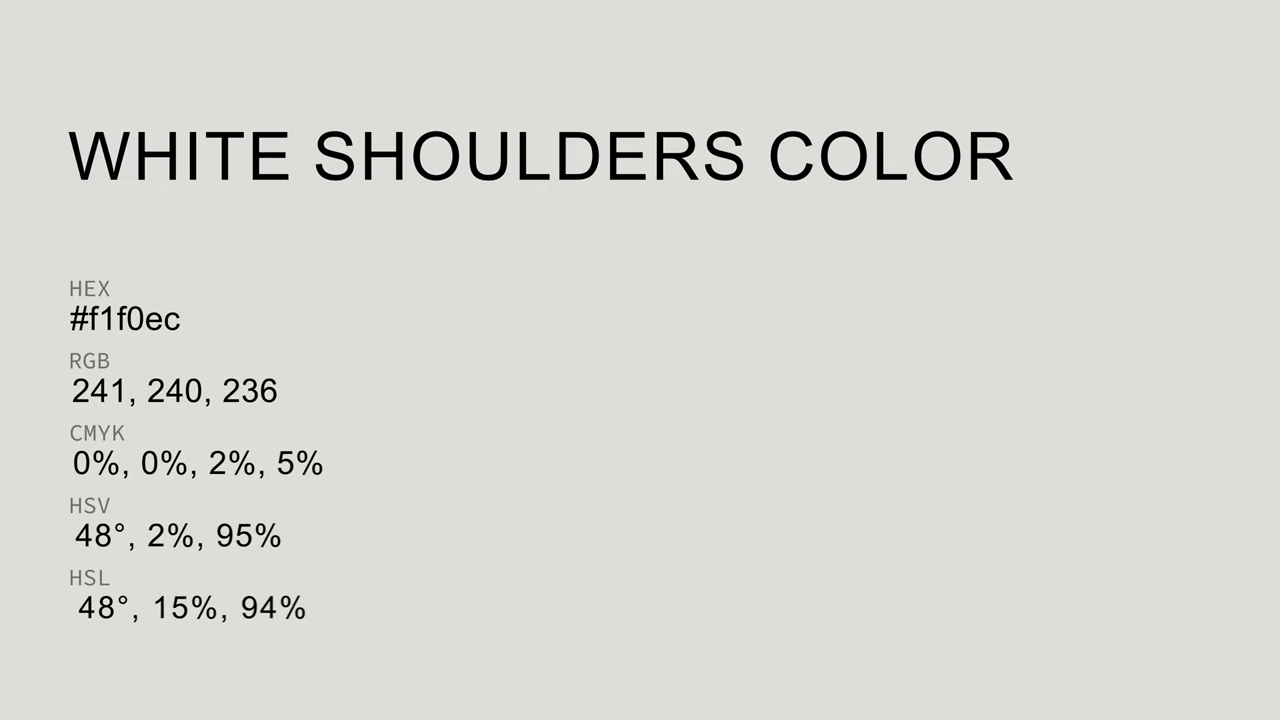 WHITE SHOULDERS COLOR
HEX
#f1f0ec
RGB
241, 240, 236
CMYK
0%, 0%, 2%, 5%
HSV
48°, 2%, 95%
HSL
48°, 15%, 94%